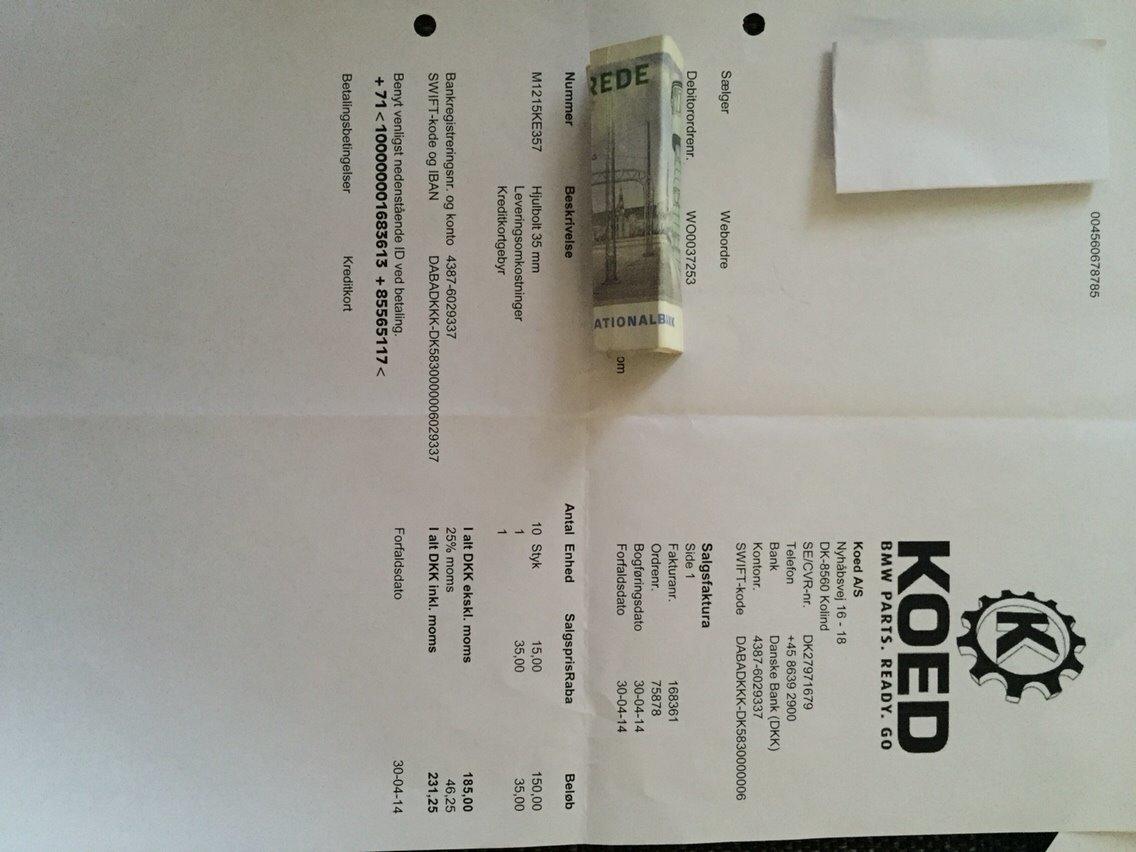 K
KOED
BMW PARTS. READY. GO
004560678785
Koed A/S
Nyhåbsvej 16 - 18
DK-8560 Kolind
SE/CVR-nr. DK27971679
Telefon +45 8639 2900
Bank Danske Bank (DKK)
Kontonr. 4387-6029337
Sælger Webordre
SWIFT-kode DABADKKK-DK5830000006
Debitorordrenr. WO0037253
Salgsfaktura
Side 1
Fakturanr. 168361
Ordrenr. 75878
Bogføringsdato 30-04-14
Forfaldsdato 30-04-14
om
REDE
ATIONALBANK
Nummer Beskrivelse Antal Enhed SalgsprisRaba Beløb
M1215KE357 Hjulbolt 35 mm 10 Styk 15,00 150,00
Leveringsomkostninger 1 35,00 35,00
Kreditkortgebyr 1
I alt DKK ekskl. moms 185,00
Bankregistreringsnr. og konto 4387-6029337 25% moms 46,25
SWIFT-kode og IBAN DABADKKK-DK5830000006029337 I alt DKK inkl. moms 231,25
Benyt venligst nedenstående ID ved betaling. Forfaldsdato 30-04-14
+ 71 < 100000001683613 + 85565117 <
Betalingsbetingelser Kreditkort